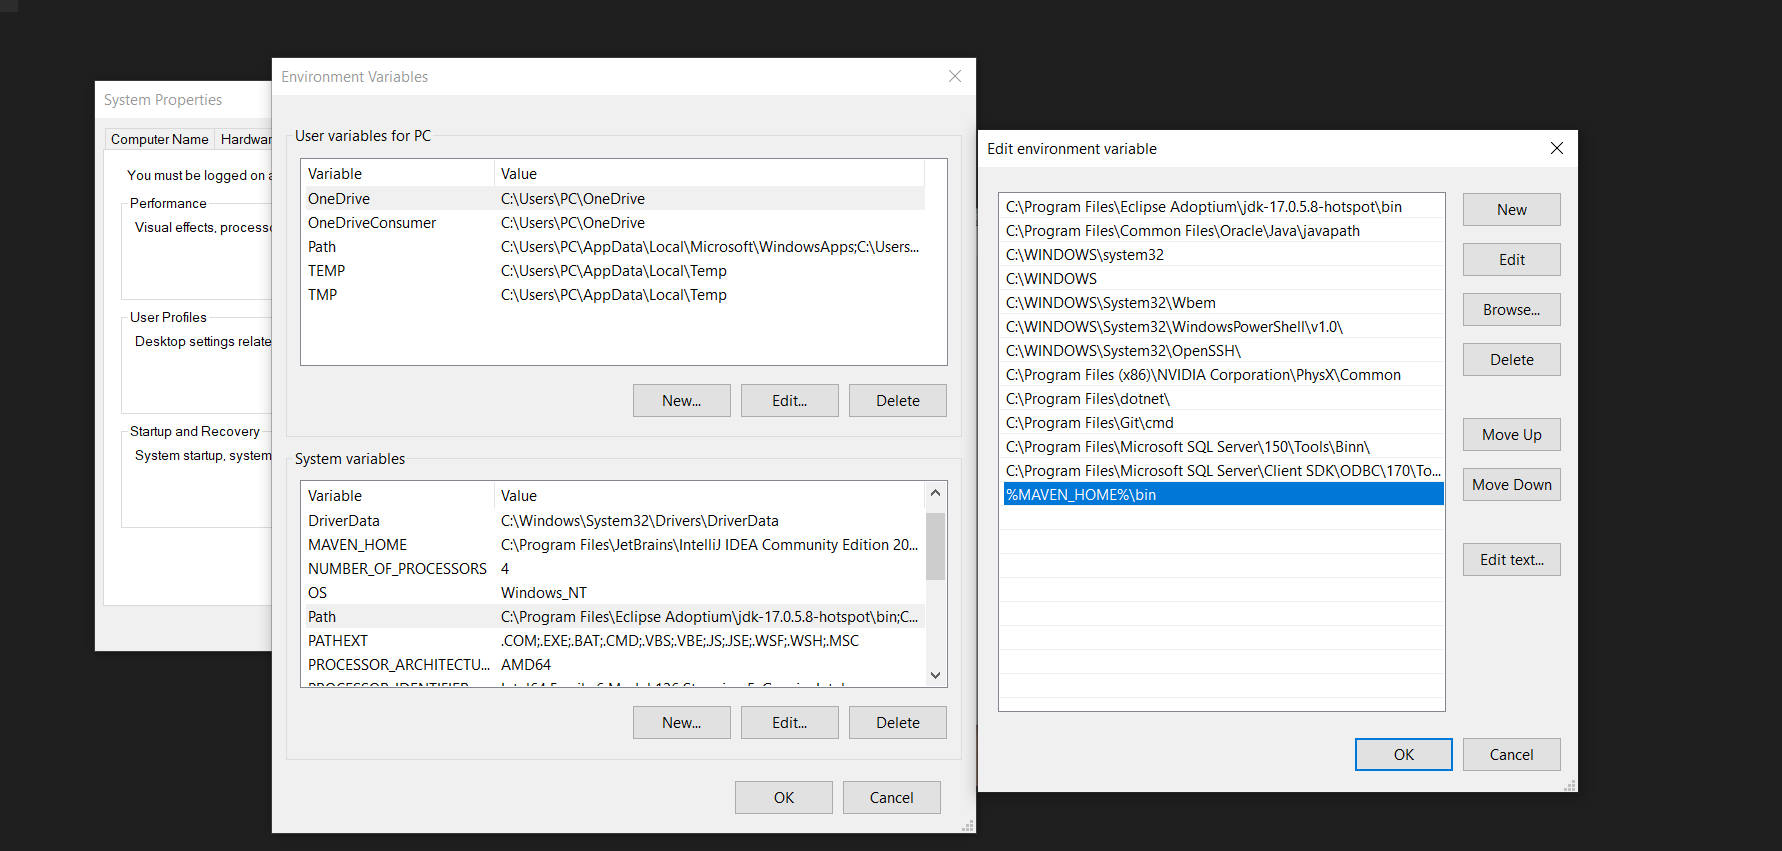 System Properties
Computer Name
Hardwar
You must be logged on a
Performance
Visual effects, processo
User Profiles
Desktop settings relate
Startup and Recovery
System startup, system
Environment Variables
User variables for PC
Variable Value
OneDrive C:\Users\PC\OneDrive
OneDriveConsumer C:\Users\PC\OneDrive
Path C:\Users\PC\AppData\Local\Microsoft\WindowsApps;C:\Users...
TEMP C:\Users\PC\AppData\Local\Temp
TMP C:\Users\PC\AppData\Local\Temp
New... Edit... Delete
System variables
Variable Value
DriverData C:\Windows\System32\Drivers\DriverData
MAVEN_HOME C:\Program Files\JetBrains\IntelliJ IDEA Community Edition 20...
NUMBER_OF_PROCESSORS 4
OS Windows_NT
Path C:\Program Files\Eclipse Adoptium\jdk-17.0.5.8-hotspot\bin;C...
PATHEXT .COM;.EXE;.BAT;.CMD;.VBS;.VBE;.JS;.JSE;.WSF;.WSH;.MSC
PROCESSOR_ARCHITECTU... AMD64
New... Edit... Delete
OK Cancel
Edit environment variable
C:\Program Files\Eclipse Adoptium\jdk-17.0.5.8-hotspot\bin
C:\Program Files\Common Files\Oracle\Java\javapath
C:\WINDOWS\system32
C:\WINDOWS
C:\WINDOWS\System32\Wbem
C:\WINDOWS\System32\WindowsPowerShell\v1.0\
C:\WINDOWS\System32\OpenSSH\
C:\Program Files (x86)\NVIDIA Corporation\PhysX\Common
C:\Program Files\dotnet\
C:\Program Files\Git\cmd
C:\Program Files\Microsoft SQL Server\150\Tools\Binn\
C:\Program Files\Microsoft SQL Server\Client SDK\ODBC\170\To...
%MAVEN_HOME%\bin
New
Edit
Browse...
Delete
Move Up
Move Down
Edit text...
OK Cancel